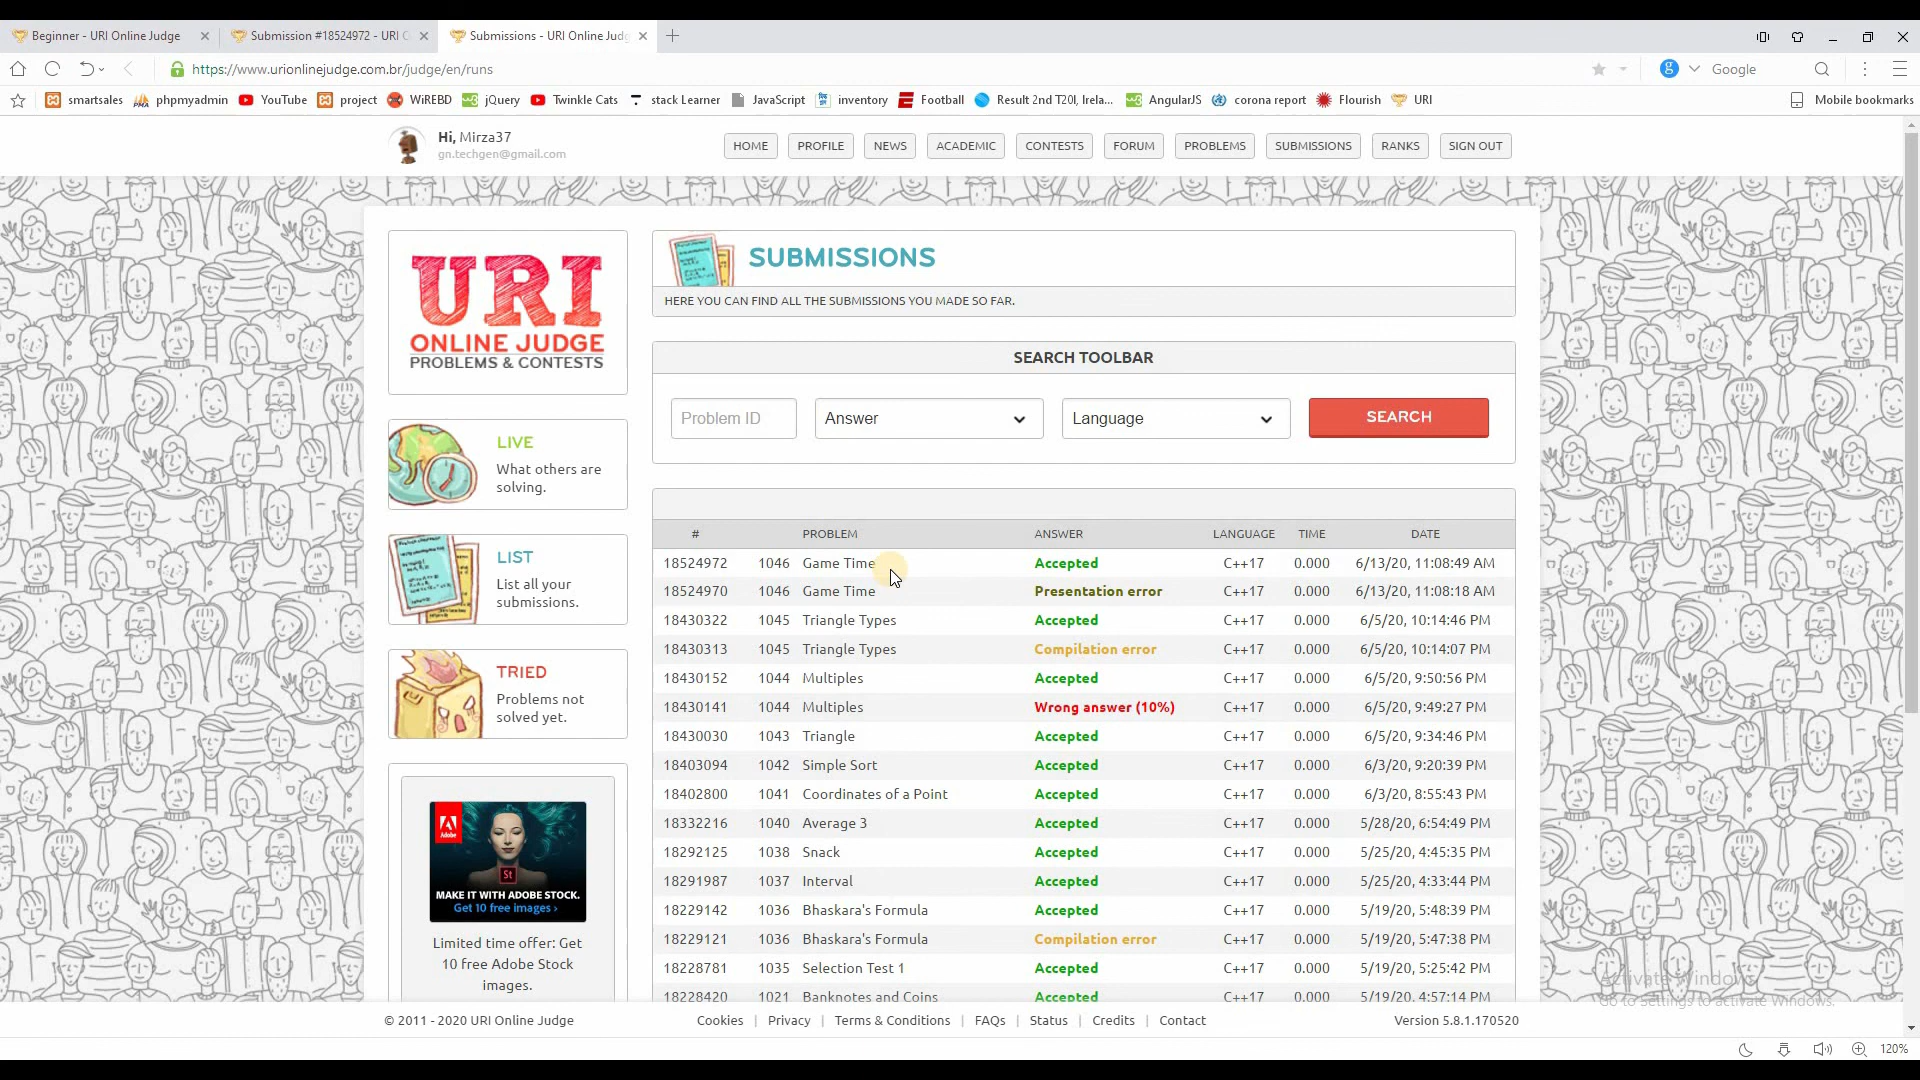 Beginner - URI Online Judge
Submission #18524972 - URI O
Submissions - URI Online Judg
https://www.urionlinejudge.com.br/judge/en/runs
Google
smartsales phpmyadmin YouTube project WiREBD jQuery Twinkle Cats stack Learner JavaScript inventory Football Result 2nd T20I, Irela... AngularJS corona report Flourish URI Mobile bookmarks
Hi, Mirza37
gn.techgen@gmail.com
HOME PROFILE NEWS ACADEMIC CONTESTS FORUM PROBLEMS SUBMISSIONS RANKS SIGN OUT
URI
ONLINE JUDGE
PROBLEMS & CONTESTS
LIVE
What others are
solving.
LIST
List all your
submissions.
TRIED
Problems not
solved yet.
Adobe
St
MAKE IT WITH ADOBE STOCK.
Get 10 free images ›
Limited time offer: Get
10 free Adobe Stock
images.
SUBMISSIONS
HERE YOU CAN FIND ALL THE SUBMISSIONS YOU MADE SO FAR.
SEARCH TOOLBAR
Problem ID Answer Language SEARCH
# PROBLEM ANSWER LANGUAGE TIME DATE
18524972 1046 Game Time Accepted C++17 0.000 6/13/20, 11:08:49 AM
18524970 1046 Game Time Presentation error C++17 0.000 6/13/20, 11:08:18 AM
18430322 1045 Triangle Types Accepted C++17 0.000 6/5/20, 10:14:46 PM
18430313 1045 Triangle Types Compilation error C++17 0.000 6/5/20, 10:14:07 PM
18430152 1044 Multiples Accepted C++17 0.000 6/5/20, 9:50:56 PM
18430141 1044 Multiples Wrong answer (10%) C++17 0.000 6/5/20, 9:49:27 PM
18430030 1043 Triangle Accepted C++17 0.000 6/5/20, 9:34:46 PM
18403094 1042 Simple Sort Accepted C++17 0.000 6/3/20, 9:20:39 PM
18402800 1041 Coordinates of a Point Accepted C++17 0.000 6/3/20, 8:55:43 PM
18332216 1040 Average 3 Accepted C++17 0.000 5/28/20, 6:54:49 PM
18292125 1038 Snack Accepted C++17 0.000 5/25/20, 4:45:35 PM
18291987 1037 Interval Accepted C++17 0.000 5/25/20, 4:33:44 PM
18229142 1036 Bhaskara's Formula Accepted C++17 0.000 5/19/20, 5:48:39 PM
18229121 1036 Bhaskara's Formula Compilation error C++17 0.000 5/19/20, 5:47:38 PM
18228781 1035 Selection Test 1 Accepted C++17 0.000 5/19/20, 5:25:42 PM
18228420 1021 Banknotes and Coins Accepted C++17 0.000 5/19/20, 4:57:14 PM
Activate Windows
Go to Settings to activate Windows.
© 2011 - 2020 URI Online Judge
Cookies | Privacy | Terms & Conditions | FAQs | Status | Credits | Contact
Version 5.8.1.170520
120%